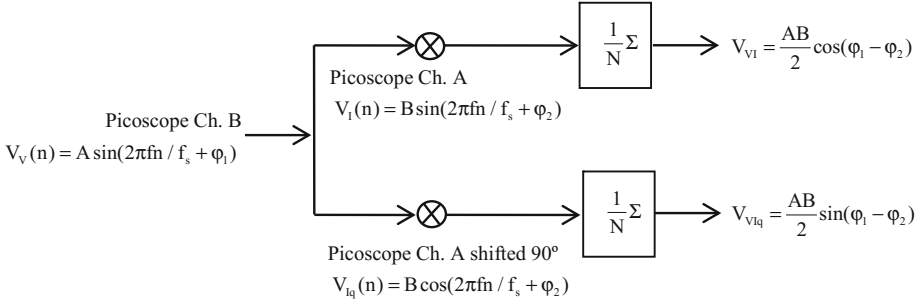 Picoscope Ch. B
V_V(n) = A sin(2πfn / f_s + φ_1)
Picoscope Ch. A
V_I(n) = B sin(2πfn / f_s + φ_2)
1/N Σ
V_VI = AB/2 cos(φ_1 − φ_2)
Picoscope Ch. A shifted 90º
V_Iq(n) = B cos(2πfn / f_s + φ_2)
1/N Σ
V_VIq = AB/2 sin(φ_1 − φ_2)